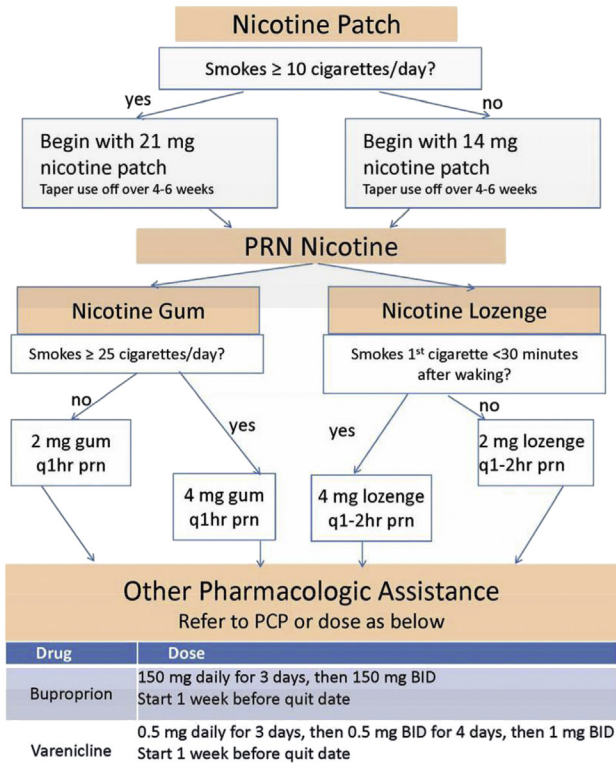 Nicotine Patch
Smokes ≥ 10 cigarettes/day?
yes
no
Begin with 21 mg
nicotine patch
Taper use off over 4-6 weeks
Begin with 14 mg
nicotine patch
Taper use off over 4-6 weeks
PRN Nicotine
Nicotine Gum
Smokes ≥ 25 cigarettes/day?
no
yes
2 mg gum
q1hr prn
4 mg gum
q1hr prn
Nicotine Lozenge
Smokes 1st cigarette <30 minutes
after waking?
yes
no
4 mg lozenge
q1-2hr prn
2 mg lozenge
q1-2hr prn
Other Pharmacologic Assistance
Refer to PCP or dose as below
Drug Dose
Buproprion
150 mg daily for 3 days, then 150 mg BID
Start 1 week before quit date
Varenicline
0.5 mg daily for 3 days, then 0.5 mg BID for 4 days, then 1 mg BID
Start 1 week before quit date